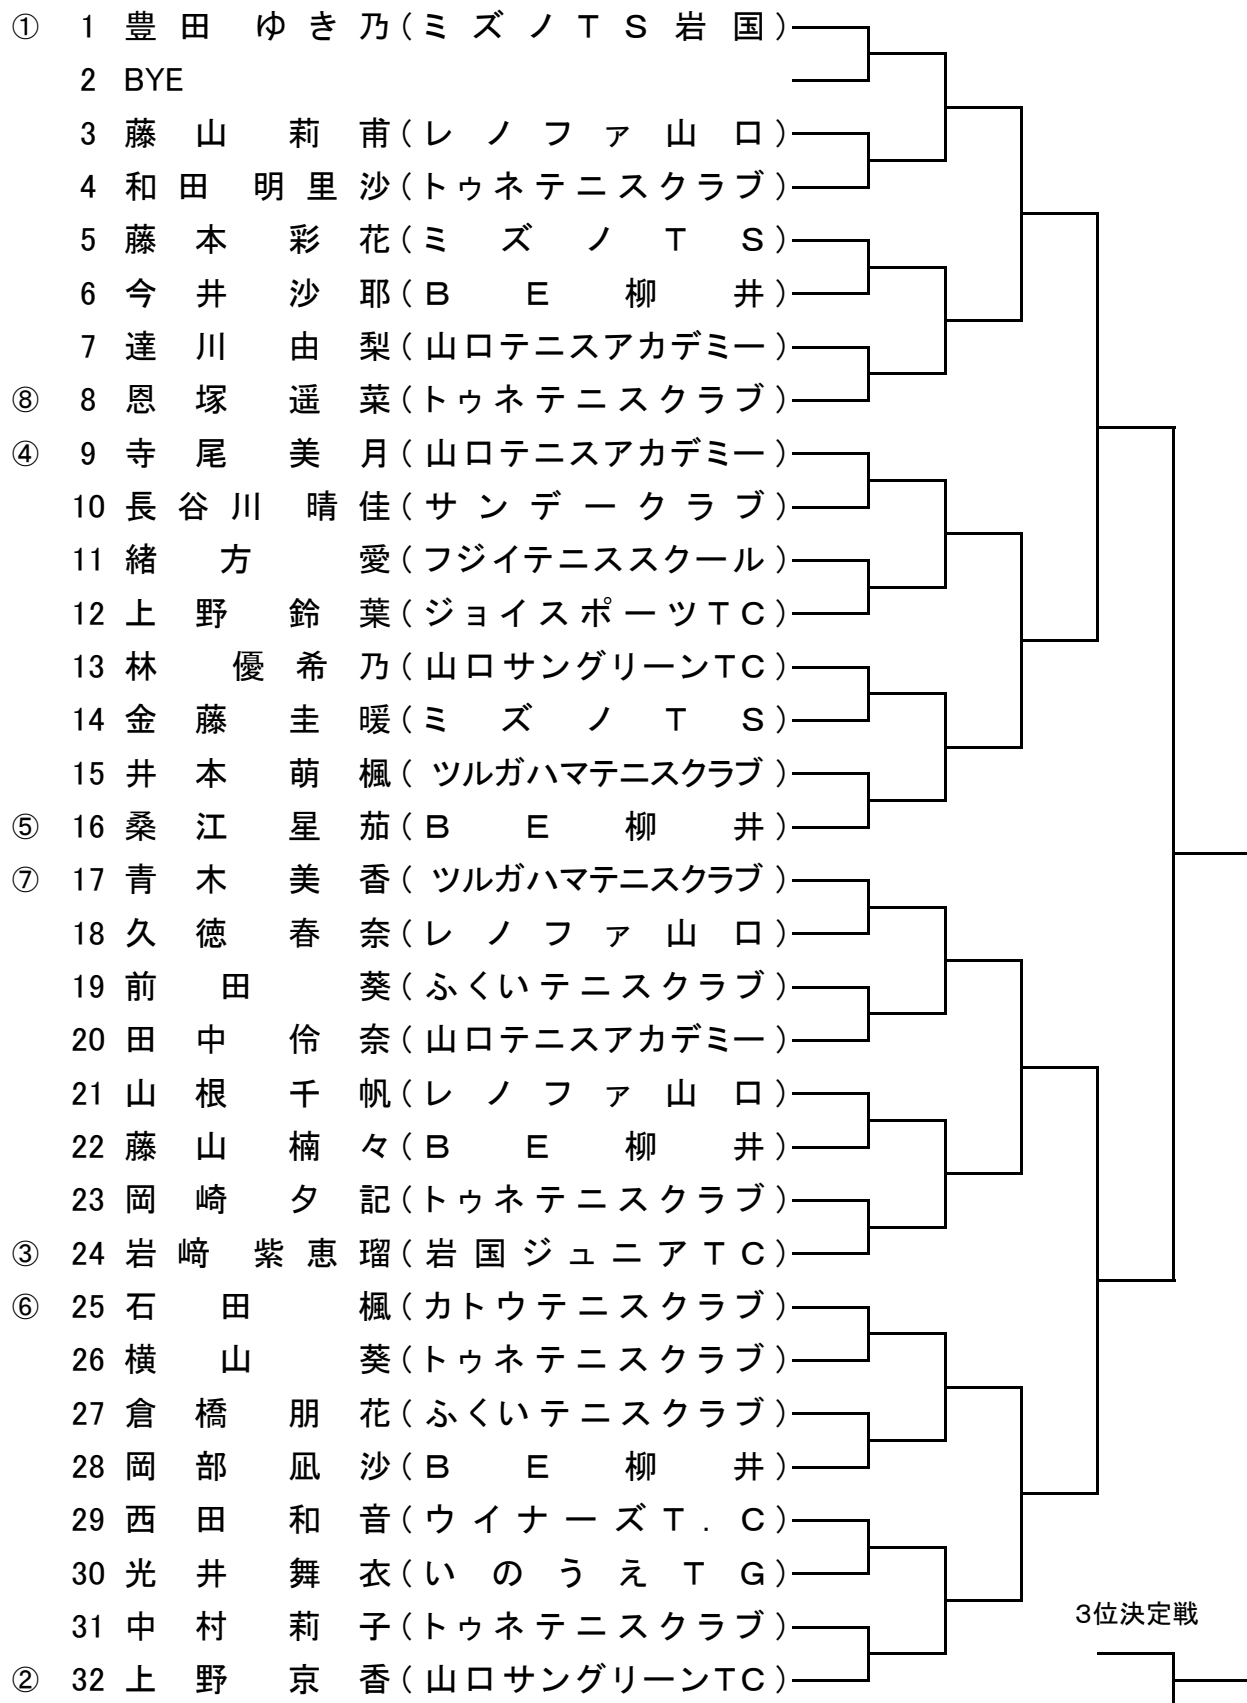 ① 1 豊田 ゆき乃(ミズノTS岩国)
2 BYE
3 藤山 莉甫(レノファ山口)
4 和田 明里沙(トゥネテニスクラブ)
5 藤本 彩花(ミズノTS)
6 今井 沙耶(BE柳井)
7 達川 由梨(山口テニスアカデミー)
⑧ 8 恩塚 遥菜(トゥネテニスクラブ)
④ 9 寺尾 美月(山口テニスアカデミー)
10 長谷川 晴佳(サンデークラブ)
11 緒方 愛(フジイテニススクール)
12 上野 鈴葉(ジョイスポーツTC)
13 林 優希乃(山口サングリーンTC)
14 金藤 圭暖(ミズノTS)
15 井本 萌楓(ツルガハマテニスクラブ)
⑤ 16 桑江 星茄(BE柳井)
⑦ 17 青木 美香(ツルガハマテニスクラブ)
18 久徳 春奈(レノファ山口)
19 前田 葵(ふくいテニスクラブ)
20 田中 伶奈(山口テニスアカデミー)
21 山根 千帆(レノファ山口)
22 藤山 楠々(BE柳井)
23 岡崎 夕記(トゥネテニスクラブ)
③ 24 岩﨑 紫恵瑠(岩国ジュニアTC)
⑥ 25 石田 楓(カトウテニスクラブ)
26 横山 葵(トゥネテニスクラブ)
27 倉橋 朋花(ふくいテニスクラブ)
28 岡部 凪沙(BE柳井)
29 西田 和音(ウイナーズT.C)
30 光井 舞衣(いのうえTG)
31 中村 莉子(トゥネテニスクラブ)
3位決定戦
② 32 上野 京香(山口サングリーンTC)